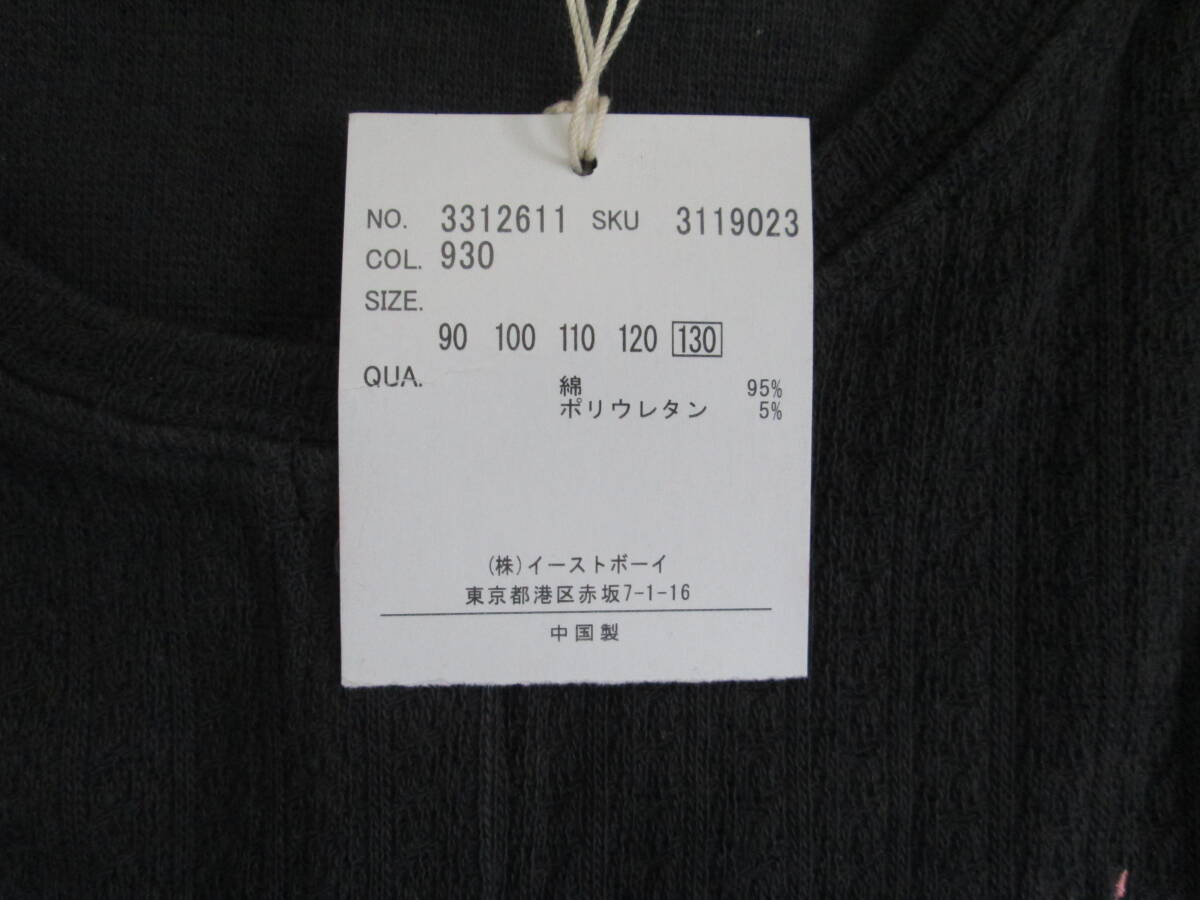 NO. 3312611 SKU 3119023
COL. 930
SIZE.
90 100 110 120 130
QUA. 綿 95%
ポリウレタン 5%
(株)イーストボーイ
東京都港区赤坂7-1-16
中国製